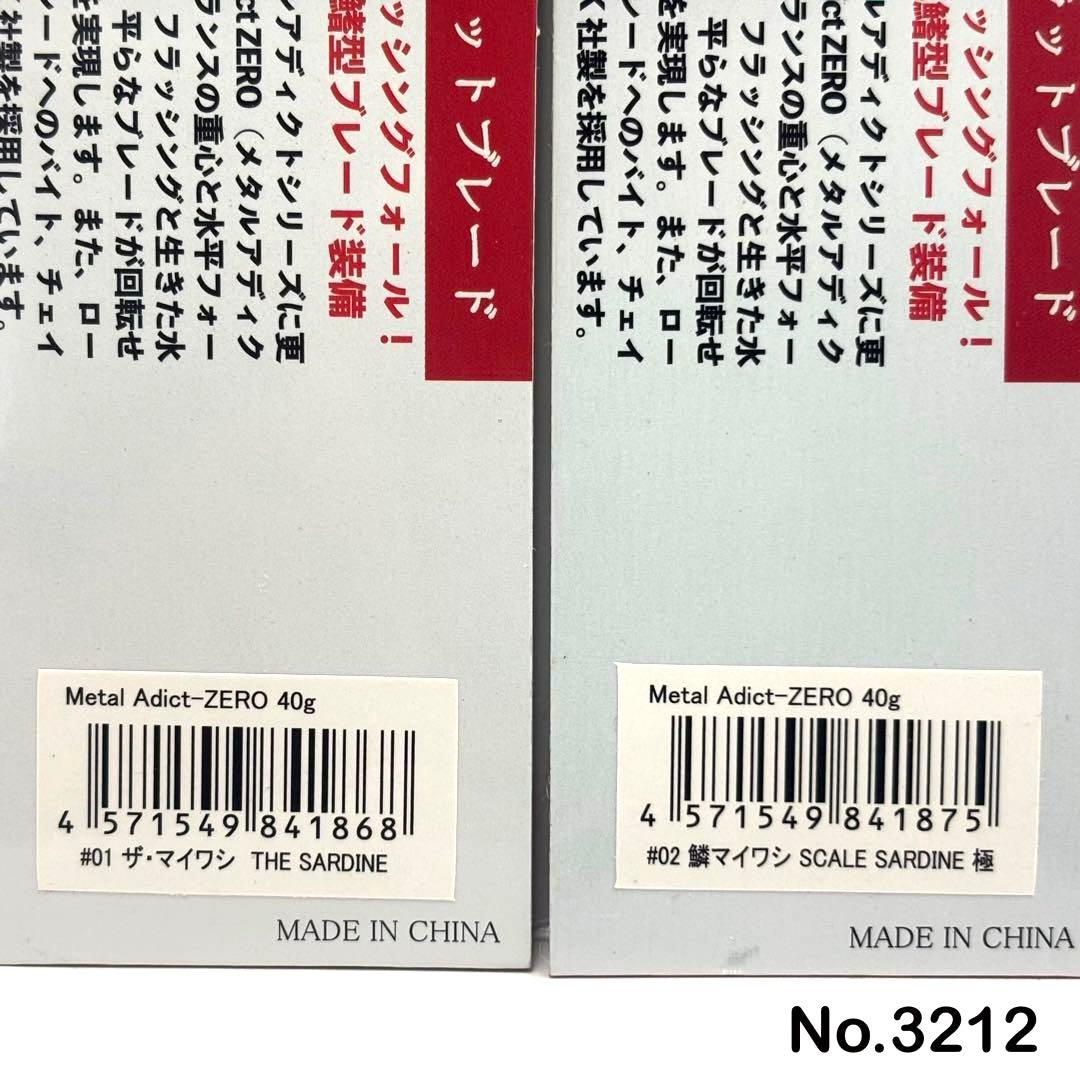 ットブレード
ッシングフォール！
鰭型ブレード装備
アディクトシリーズに更
ct ZERO（メタルアディク
ランスの重心と水平フォー
フラッシングと生きた水
平らなブレードが回転せ
を実現します。また、ロー
レードへのバイト、チェイ
社製を採用しています。
Metal Adict-ZERO 40g
4 571549 841868
#01 ザ・マイワシ THE SARDINE
MADE IN CHINA
ットブレード
ッシングフォール！
鰭型ブレード装備
ルアディクトシリーズに更
ct ZERO（メタルアディク
ランスの重心と水平フォー
フラッシングと生きた水
平らなブレードが回転せ
を実現します。また、ロー
レードへのバイト、チェイ
社製を採用しています。
Metal Adict-ZERO 40g
4 571549 841875
#02 鱗マイワシ SCALE SARDINE 極
MADE IN CHINA
No.3212